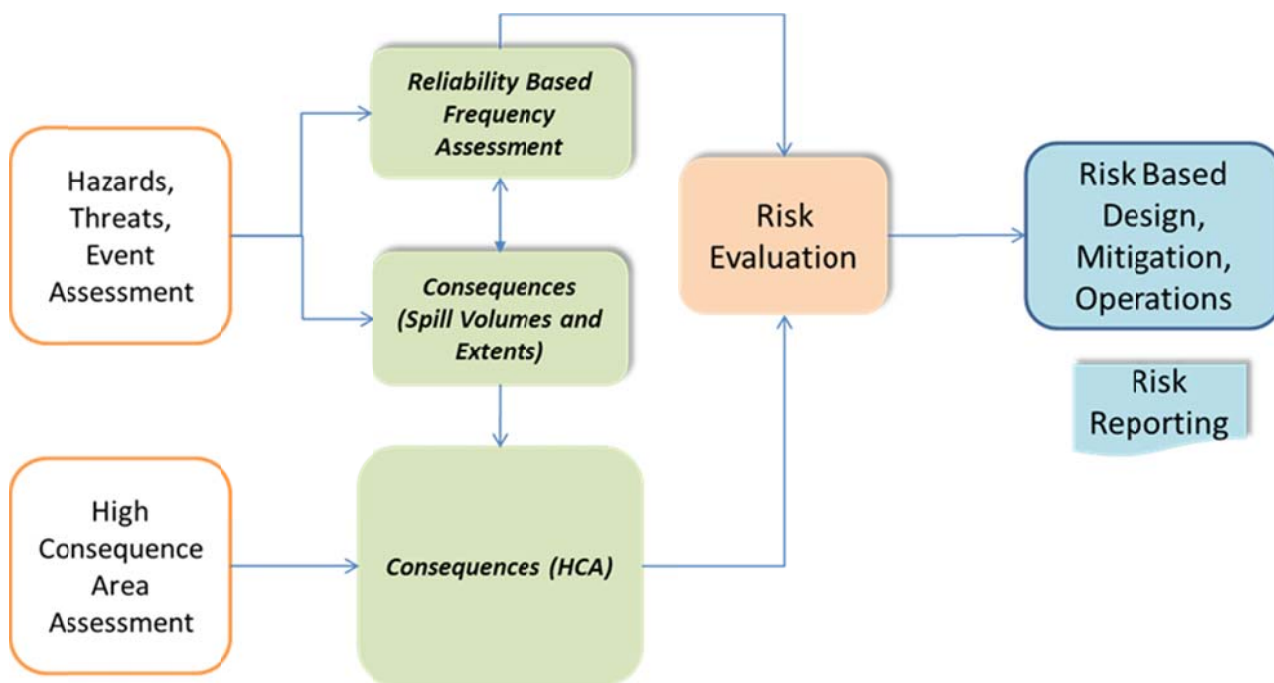 Hazards,
Threats,
Event
Assessment
High
Consequence
Area
Assessment
Reliability Based
Frequency
Assessment
Consequences
(Spill Volumes and
Extents)
Consequences (HCA)
Risk
Evaluation
Risk Based
Design,
Mitigation,
Operations
Risk
Reporting